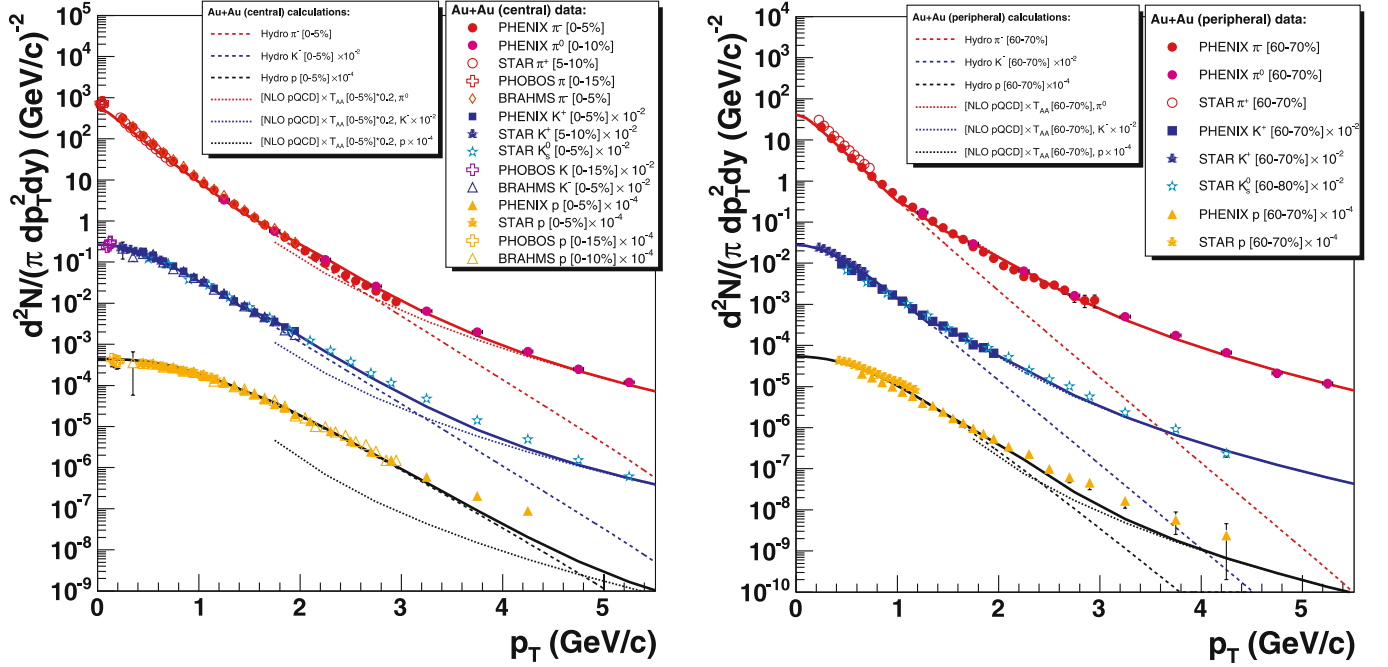 Au+Au (central) calculations:
Hydro π⁻ [0-5%]
Hydro K⁻ [0-5%]×10⁻²
Hydro p [0-5%]×10⁻⁴
[NLO pQCD]×T_AA [0-5%]*0.2, π⁰
[NLO pQCD]×T_AA [0-5%]*0.2, K⁻×10⁻²
[NLO pQCD]×T_AA [0-5%]*0.2, p×10⁻⁴
Au+Au (central) data:
PHENIX π⁻ [0-5%]
PHENIX π⁰ [0-10%]
STAR π⁺ [5-10%]
PHOBOS π [0-15%]
BRAHMS π⁻ [0-5%]
PHENIX K⁺ [0-5%]×10⁻²
STAR K⁺ [5-10%]×10⁻²
STAR K⁰_s [0-5%]×10⁻²
PHOBOS K [0-15%]×10⁻²
BRAHMS K⁻ [0-5%]×10⁻²
PHENIX p [0-5%]×10⁻⁴
STAR p [0-5%]×10⁻⁴
PHOBOS p [0-15%]×10⁻⁴
BRAHMS p [0-10%]×10⁻⁴
d²N/(π dp²_T dy) (GeV/c)⁻²
10⁵
10⁴
10³
10²
10
1
10⁻¹
10⁻²
10⁻³
10⁻⁴
10⁻⁵
10⁻⁶
10⁻⁷
10⁻⁸
10⁻⁹
0 1 2 3 4 5
p_T (GeV/c)
Au+Au (peripheral) calculations:
Hydro π⁻ [60-70%]
Hydro K⁻ [60-70%]×10⁻²
Hydro p [60-70%]×10⁻⁴
[NLO pQCD]×T_AA [60-70%], π⁰
[NLO pQCD]×T_AA [60-70%], K⁻×10⁻²
[NLO pQCD]×T_AA [60-70%], p×10⁻⁴
Au+Au (peripheral) data:
PHENIX π⁻ [60-70%]
PHENIX π⁰ [60-70%]
STAR π⁺ [60-70%]
PHENIX K⁺ [60-70%]×10⁻²
STAR K⁺ [60-70%]×10⁻²
STAR K⁰_s [60-80%]×10⁻²
PHENIX p [60-70%]×10⁻⁴
STAR p [60-70%]×10⁻⁴
d²N/(π dp²_T dy) (GeV/c)⁻²
10⁴
10³
10²
10
1
10⁻¹
10⁻²
10⁻³
10⁻⁴
10⁻⁵
10⁻⁶
10⁻⁷
10⁻⁸
10⁻⁹
10⁻¹⁰
0 1 2 3 4 5
p_T (GeV/c)